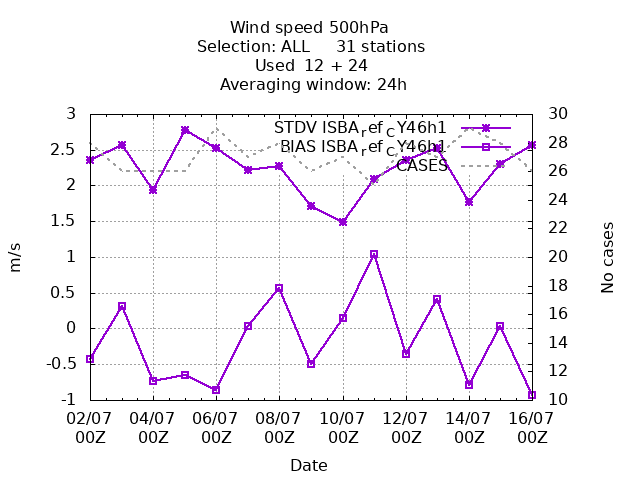 Wind speed 500hPa
Selection: ALL 31 stations
Used 12 + 24
Averaging window: 24h
3
2.5
2
1.5
1
0.5
0
-0.5
-1
30
28
26
24
22
20
18
16
14
12
10
STDV ISBArefCY46h1
BIAS ISBArefCY46h1
CASES
m/s
No cases
02/07 04/07 06/07 08/07 10/07 12/07 14/07 16/07
00Z 00Z 00Z 00Z 00Z 00Z 00Z 00Z
Date